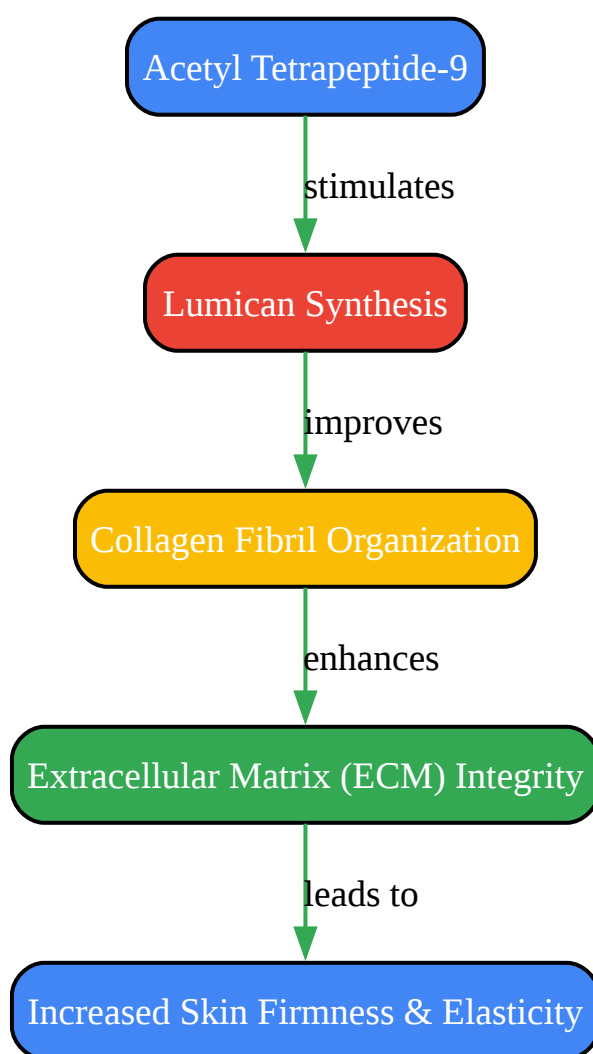 Acetyl Tetrapeptide-9
stimulates
Lumican Synthesis
improves
Collagen Fibril Organization
enhances
Extracellular Matrix (ECM) Integrity
leads to
Increased Skin Firmness & Elasticity